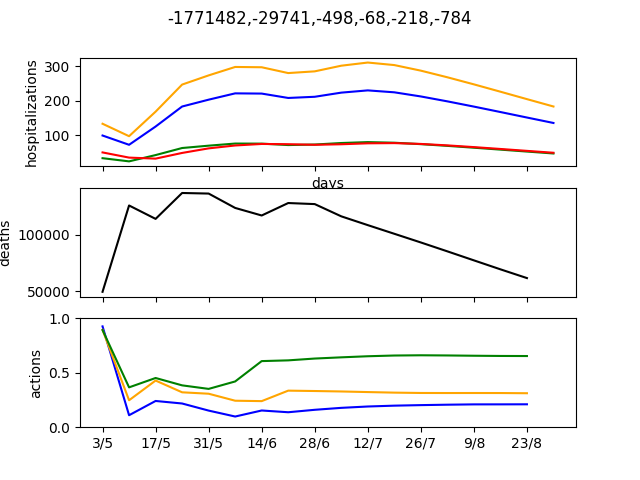 -1771482,-29741,-498,-68,-218,-784
300
200
100
hospitalizations
days
100000
50000
deaths
1.0
0.5
0.0
actions
3/5 17/5 31/5 14/6 28/6 12/7 26/7 9/8 23/8